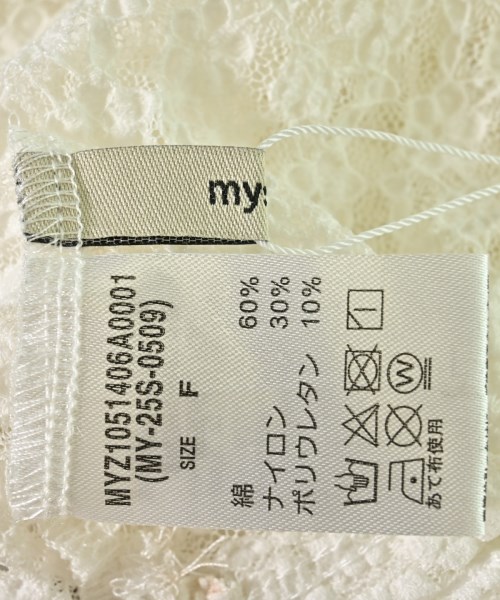 mys
MYZ1051406A0001
(MY-25S-0509)
SIZE F
綿 60%
ナイロン 30%
ポリウレタン 10%
W
あて布使用